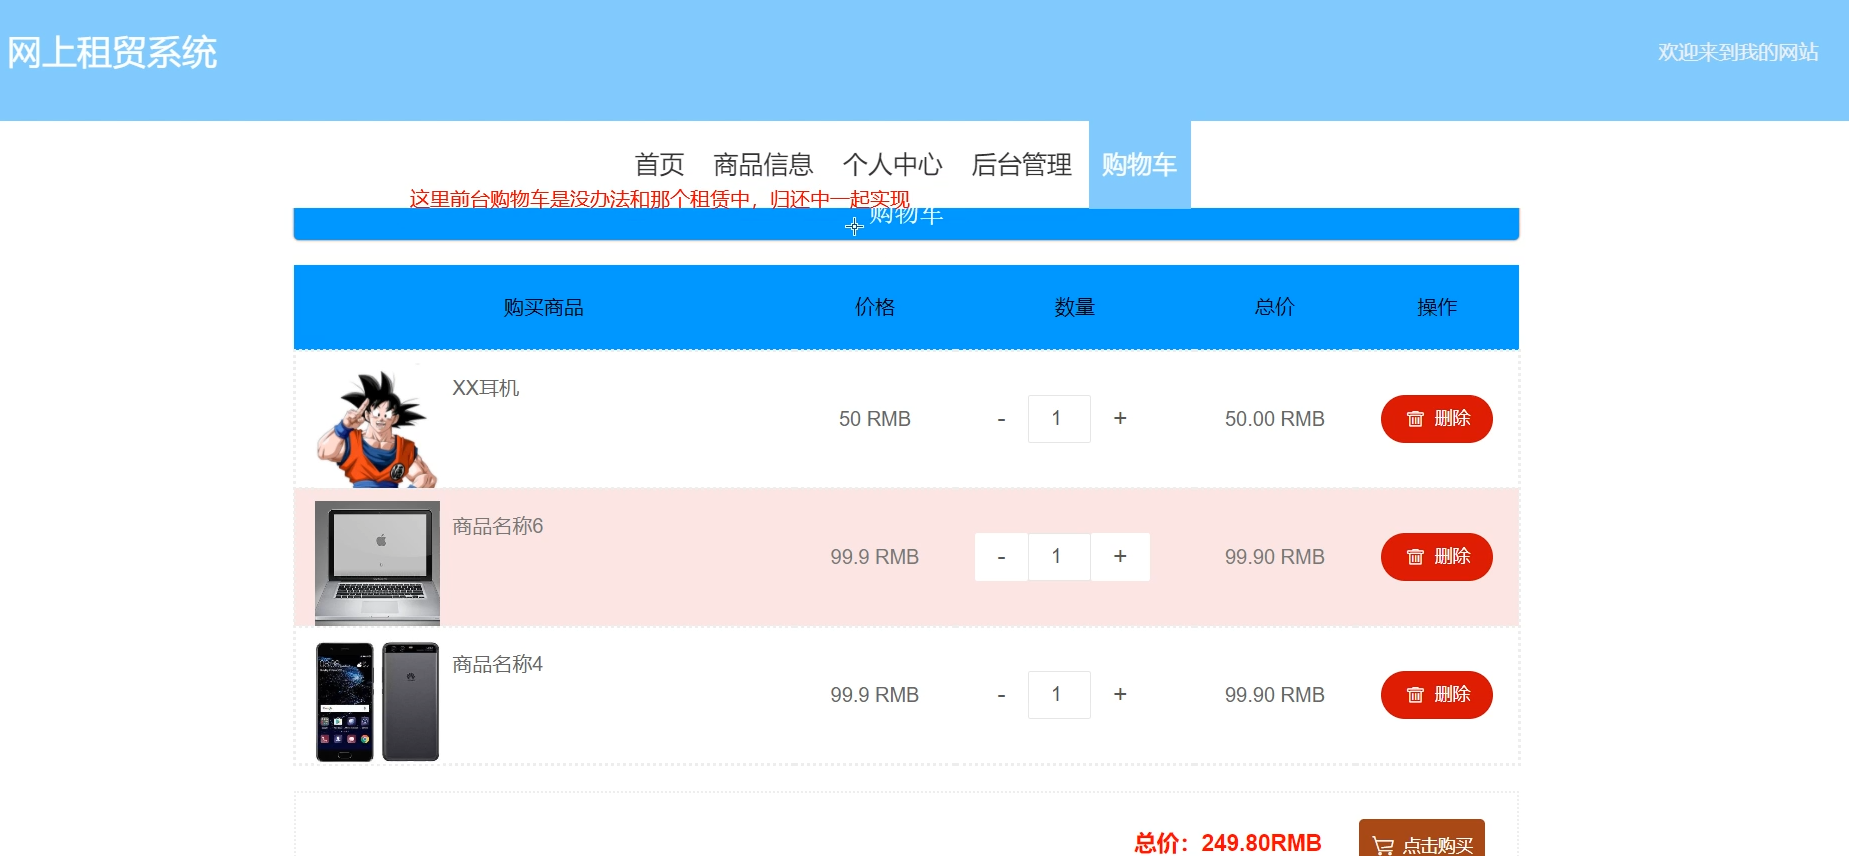 网上租贸系统
欢迎来到我的网站
首页 商品信息 个人中心 后台管理 购物车
这里前台购物车是没办法和那个租赁中，归还中一起实现
购物车
购买商品 价格 数量 总价 操作
XX耳机
50 RMB - 1 + 50.00 RMB 删除
商品名称6
99.9 RMB - 1 + 99.90 RMB 删除
商品名称4
99.9 RMB - 1 + 99.90 RMB 删除
总价：249.80RMB 点击购买